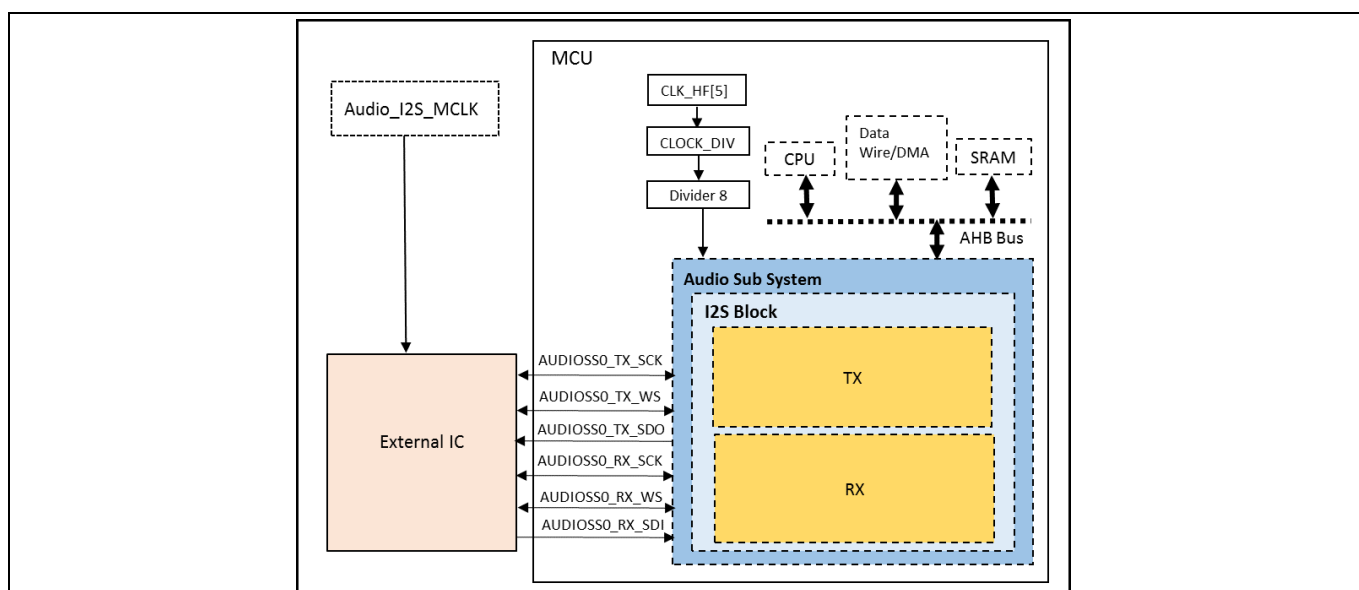 MCU
Audio_I2S_MCLK
CLK_HF[5]
CLOCK_DIV
Divider 8
CPU
Data
Wire/DMA
SRAM
AHB Bus
Audio Sub System
I2S Block
TX
RX
External IC
AUDIOSS0_TX_SCK
AUDIOSS0_TX_WS
AUDIOSS0_TX_SDO
AUDIOSS0_RX_SCK
AUDIOSS0_RX_WS
AUDIOSS0_RX_SDI